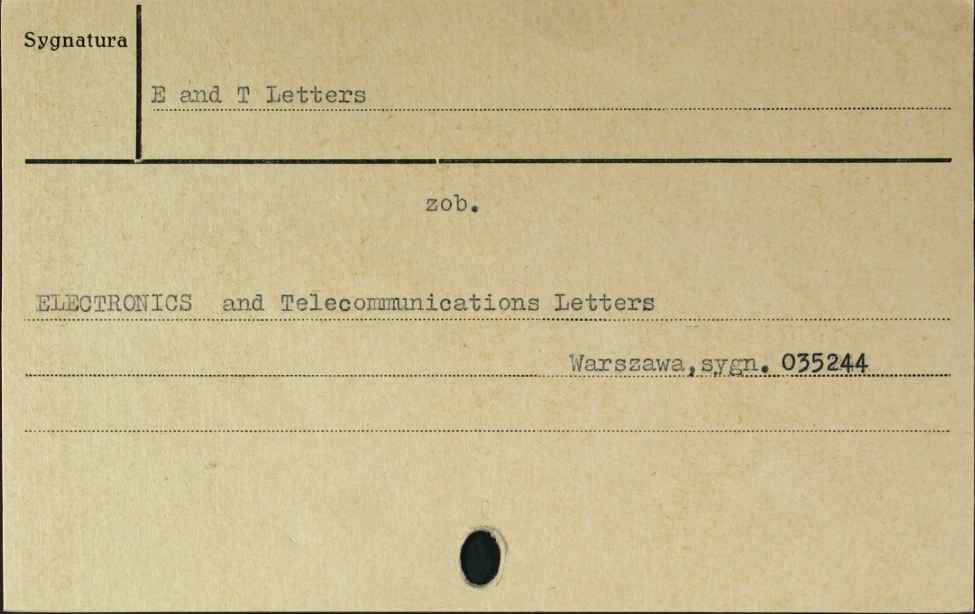 Sygnatura
E and T Letters
zob.
ELECTRONICS and Telecommunications Letters
Warszawa,sygn. 035244